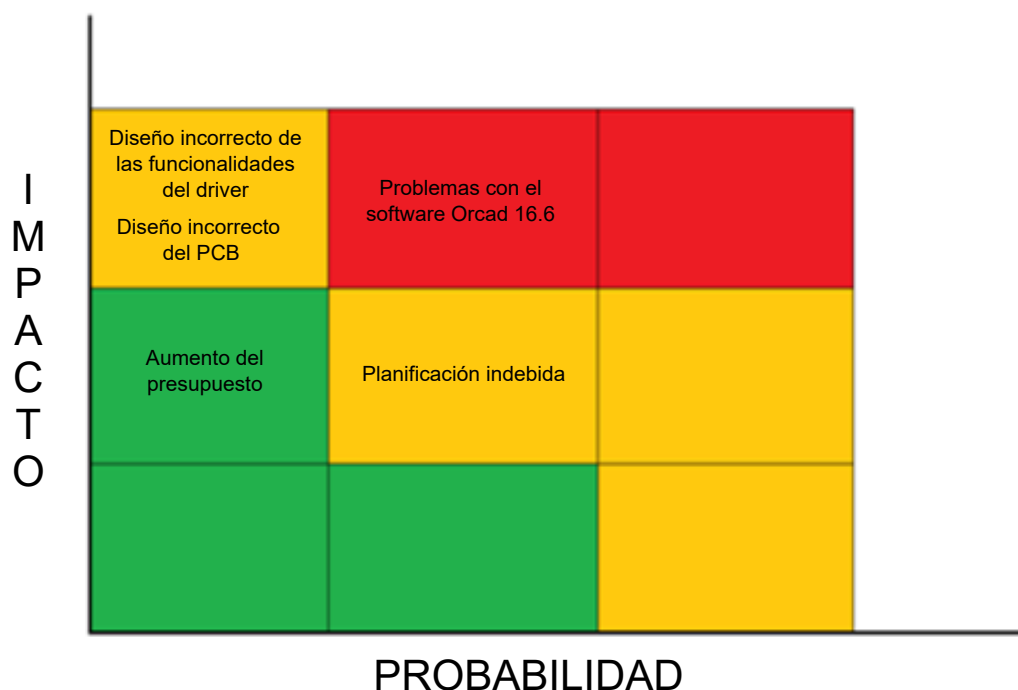 IMPACTO
Diseño incorrecto de
las funcionalidades
del driver
Diseño incorrecto
del PCB
Problemas con el
software Orcad 16.6
Aumento del
presupuesto
Planificación indebida
PROBABILIDAD